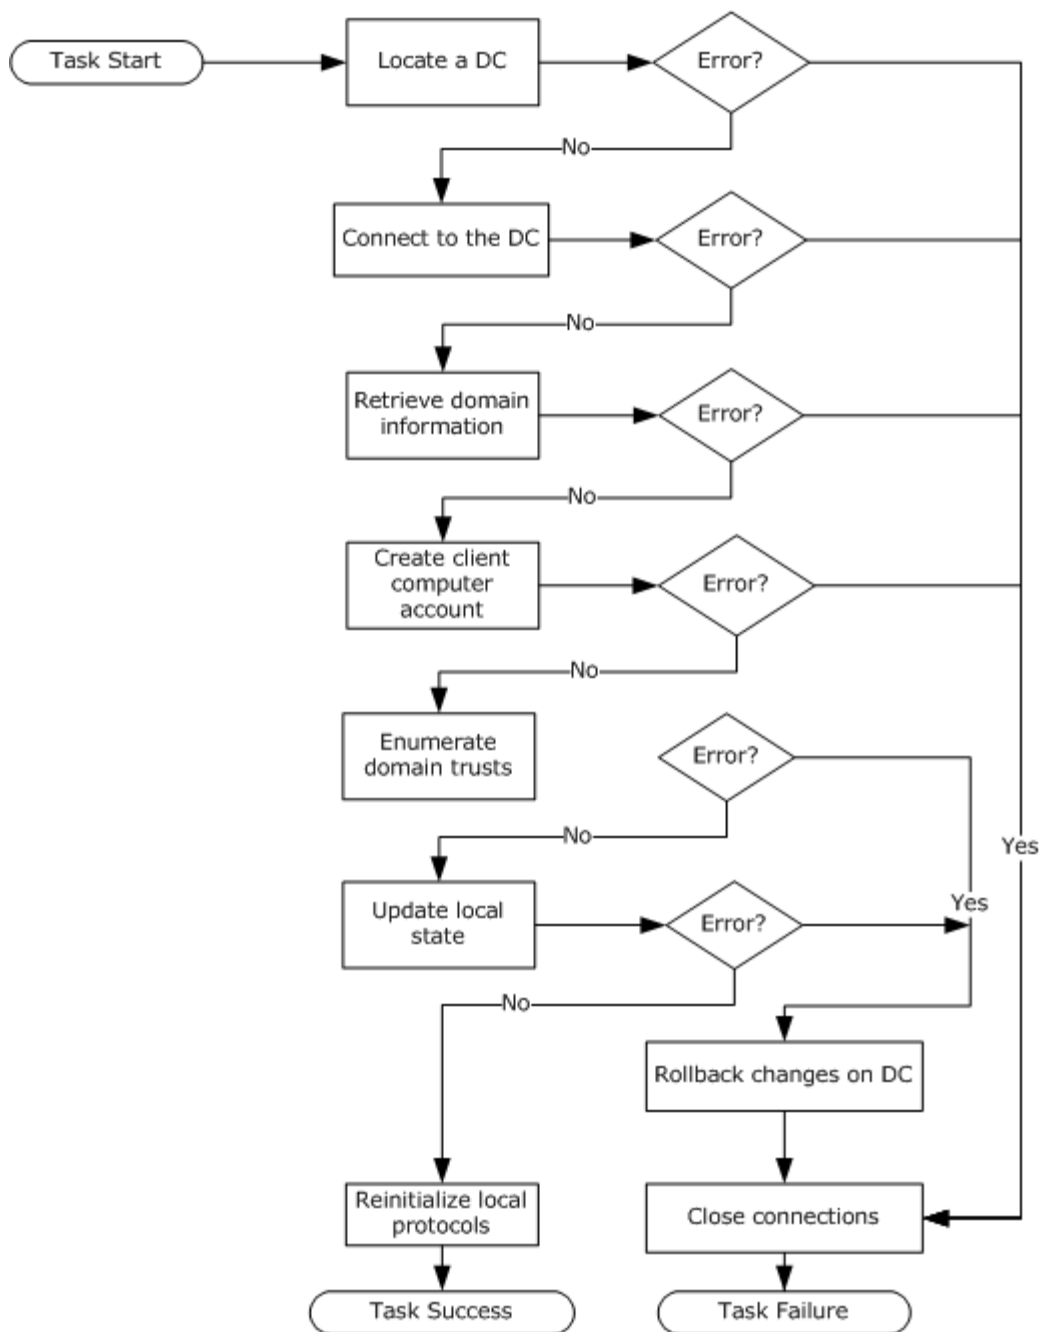 Task Start
Locate a DC
Error?
No
Connect to the DC
Error?
No
Retrieve domain
information
Error?
No
Create client
computer
account
Error?
No
Enumerate
domain trusts
Error?
No
Yes
Update local
state
Error?
Yes
No
Rollback changes on DC
Reinitialize local
protocols
Close connections
Task Success
Task Failure